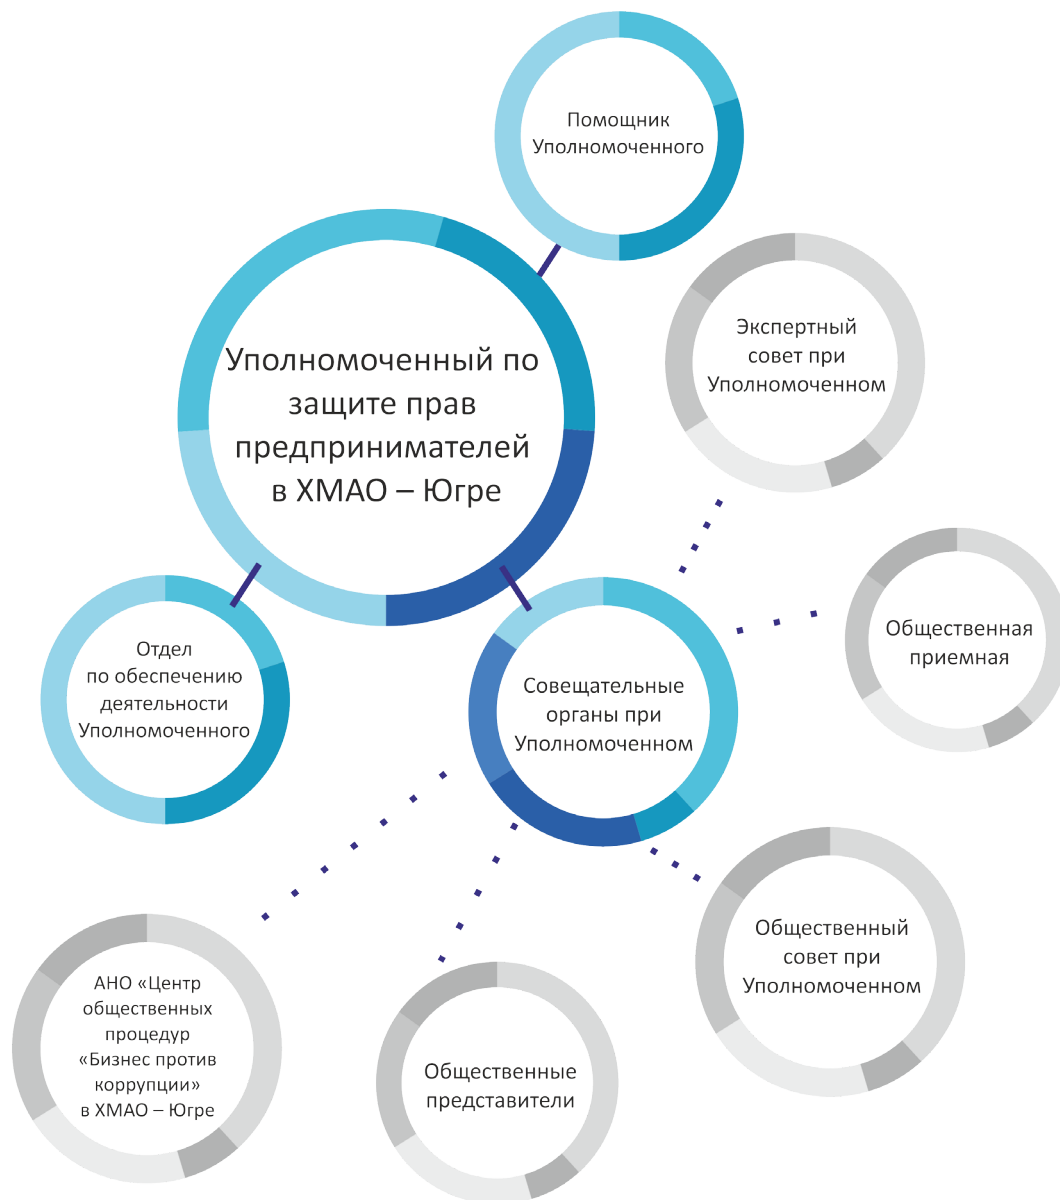 Помощник
Уполномоченного
Экспертный
совет при
Уполномоченном
Уполномоченный по
защите прав
предпринимателей
в ХМАО – Югре
Общественная
приемная
Отдел
по обеспечению
деятельности
Уполномоченного
Совещательные
органы при
Уполномоченном
Общественный
совет при
Уполномоченном
АНО «Центр
общественных
процедур
«Бизнес против
коррупции»
в ХМАО – Югре
Общественные
представители